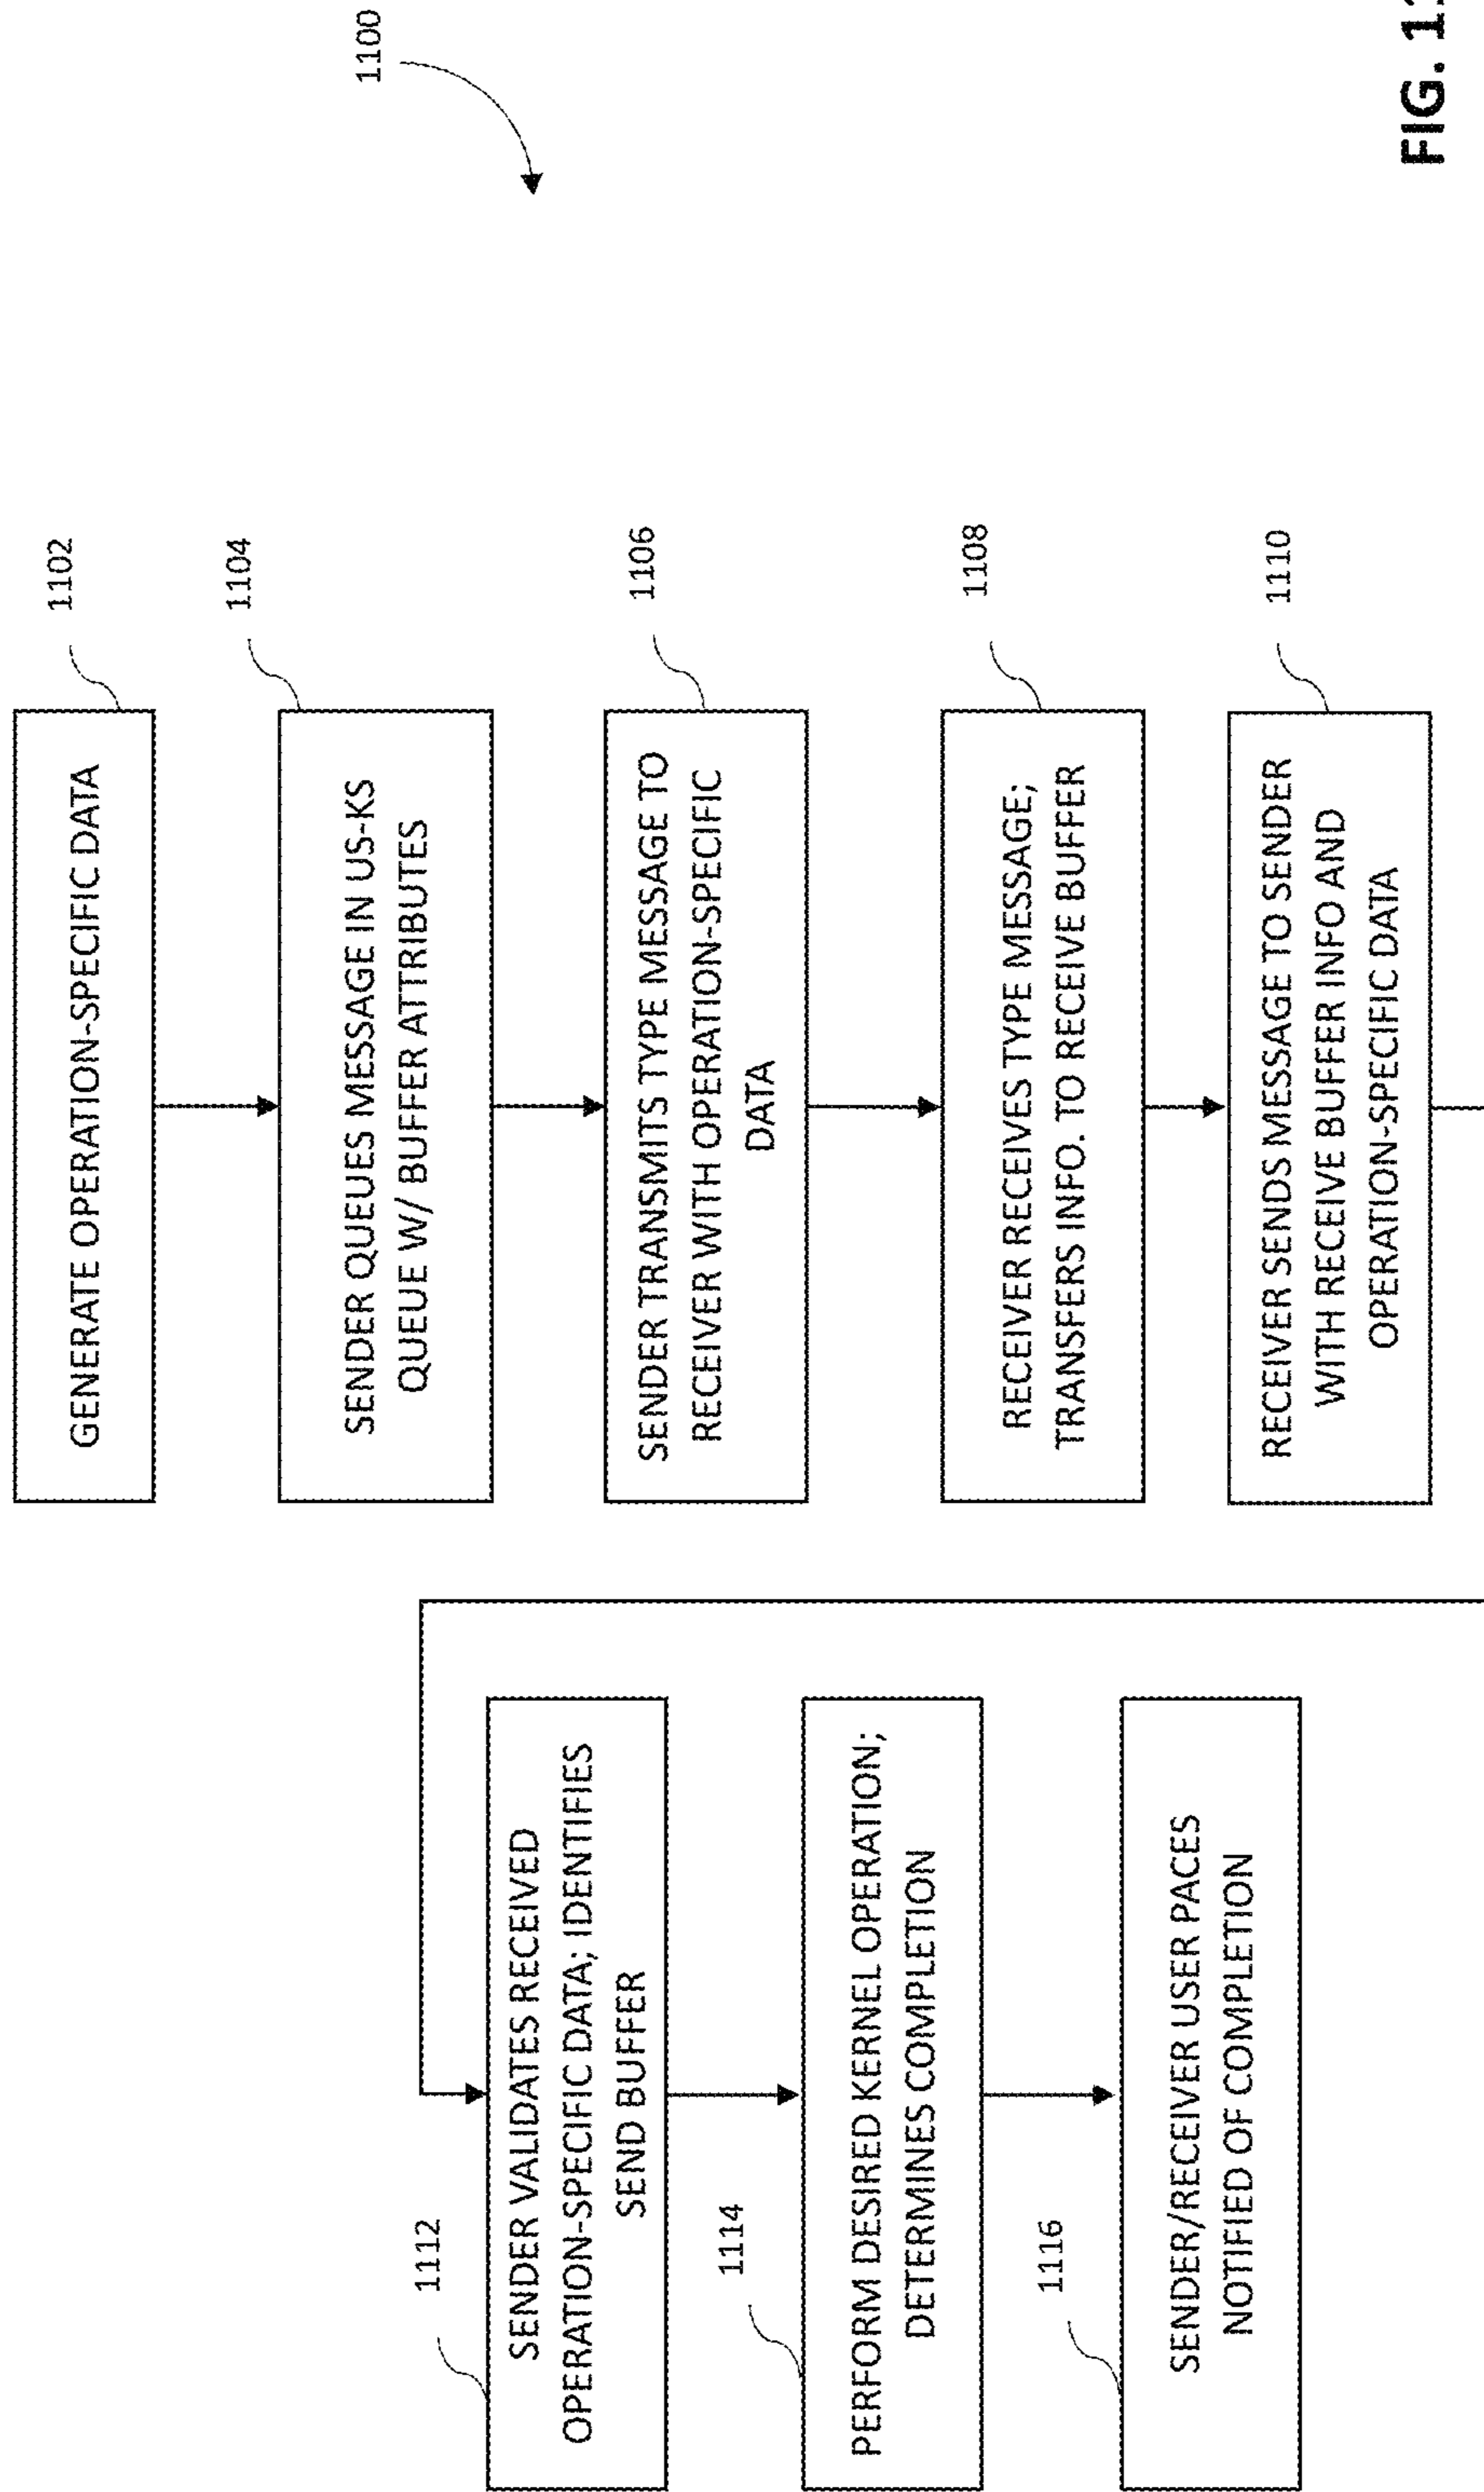 1100
1102
GENERATE OPERATION-SPECIFIC DATA
1104
SENDER QUEUES MESSAGE IN US-KS
QUEUE W/ BUFFER ATTRIBUTES
1106
SENDER TRANSMITS TYPE MESSAGE TO
RECEIVER WITH OPERATION-SPECIFIC
DATA
1108
RECEIVER RECEIVES TYPE MESSAGE;
TRANSFERS INFO. TO RECEIVE BUFFER
1110
RECEIVER SENDS MESSAGE TO SENDER
WITH RECEIVE BUFFER INFO AND
OPERATION-SPECIFIC DATA
1112
SENDER VALIDATES RECEIVED
OPERATION-SPECIFIC DATA; IDENTIFIES
SEND BUFFER
1114
PERFORM DESIRED KERNEL OPERATION;
DETERMINES COMPLETION
1116
SENDER/RECEIVER USER PACES
NOTIFIED OF COMPLETION
FIG. 11